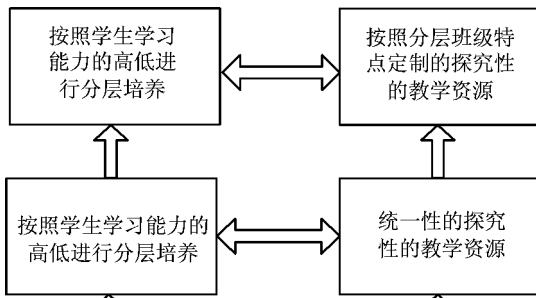 按照学生学习
能力的高低进
行分层培养
按照分层班级特
点定制的探究性
的教学资源
按照学生学习能力的
高低进行分层培养
统一性的探究
性的教学资源